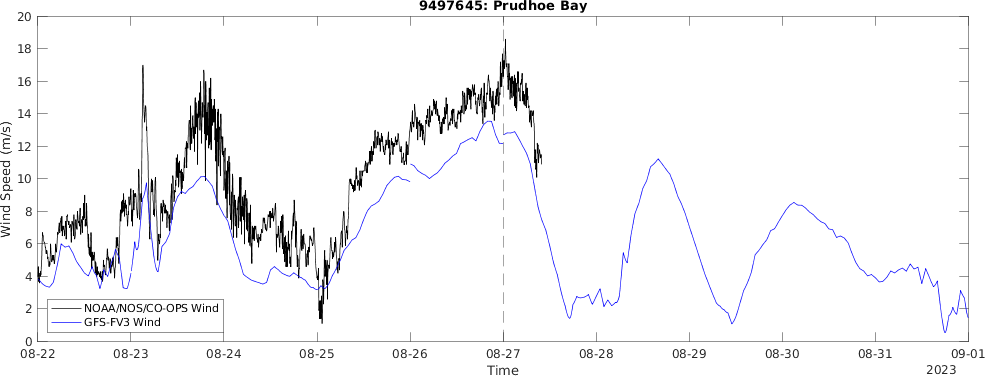 9497645: Prudhoe Bay
20
18
16
14
12
10
8
6
4
2
0
Wind Speed (m/s)
NOAA/NOS/CO-OPS Wind
GFS-FV3 Wind
08-22 08-23 08-24 08-25 08-26 08-27 08-28 08-29 08-30 08-31 09-01
Time
2023